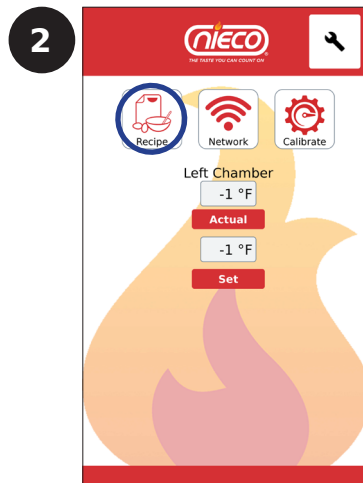 2
nieco
THE TASTE YOU CAN COUNT ON
Recipe
Network
Calibrate
Left Chamber
-1 °F
Actual
-1 °F
Set